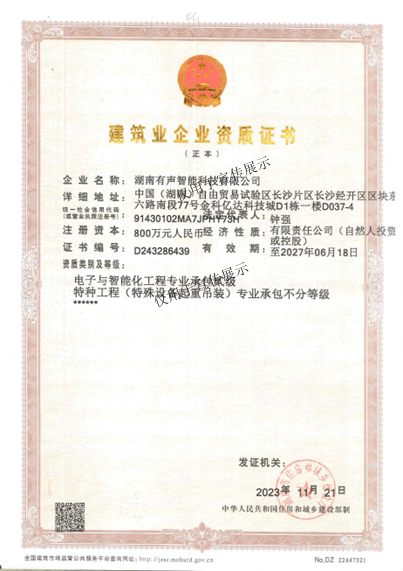 建筑业企业资质证书
（正本）
企业名称： 湖南有声智能科技有限公司
详细地址： 中国（湖南）自由贸易试验区长沙片区长沙经开区区块东
六路南段77号金科亿达科技城D1栋一楼D037-4
统一社会信用代码
（或营业执照注册号）： 91430102MA7JPHY73H 法定代表人： 钟强
注册资本： 800万元人民币 经济性质： 有限责任公司（自然人投资
或控股）
证书编号： D243286439 有效期： 至2027年06月18日
资质类别及等级：
电子与智能化工程专业承包贰级
特种工程（特殊设备起重吊装）专业承包不分等级
******
发证机关：
2023年 11月 21日
中华人民共和国住房和城乡建设部制
全国建筑市场监管公共服务平台查询网址：http://jzsc.mohurd.gov.cn
No.DZ 22447321